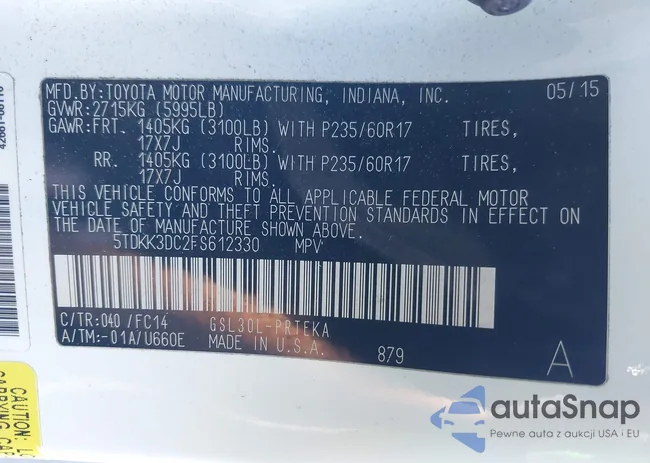 MFD.BY:TOYOTA MOTOR MANUFACTURING, INDIANA, INC. 05/15
GVWR:2715KG (5995LB)
GAWR:FRT. 1405KG (3100LB) WITH P235/60R17 TIRES,
17X7J RIMS.
RR. 1405KG (3100LB) WITH P235/60R17 TIRES,
17X7J RIMS.
THIS VEHICLE CONFORMS TO ALL APPLICABLE FEDERAL MOTOR
VEHICLE SAFETY AND THEFT PREVENTION STANDARDS IN EFFECT ON
THE DATE OF MANUFACTURE SHOWN ABOVE.
5TDKK3DC2FS612330 MPV
C/TR:040 /FC14 GSL30L-PRTEKA
A/TM:-01A/U660E MADE IN U.S.A. 879 A
CAUTION:
autaSnap
Pewne auta z aukcji USA i EU